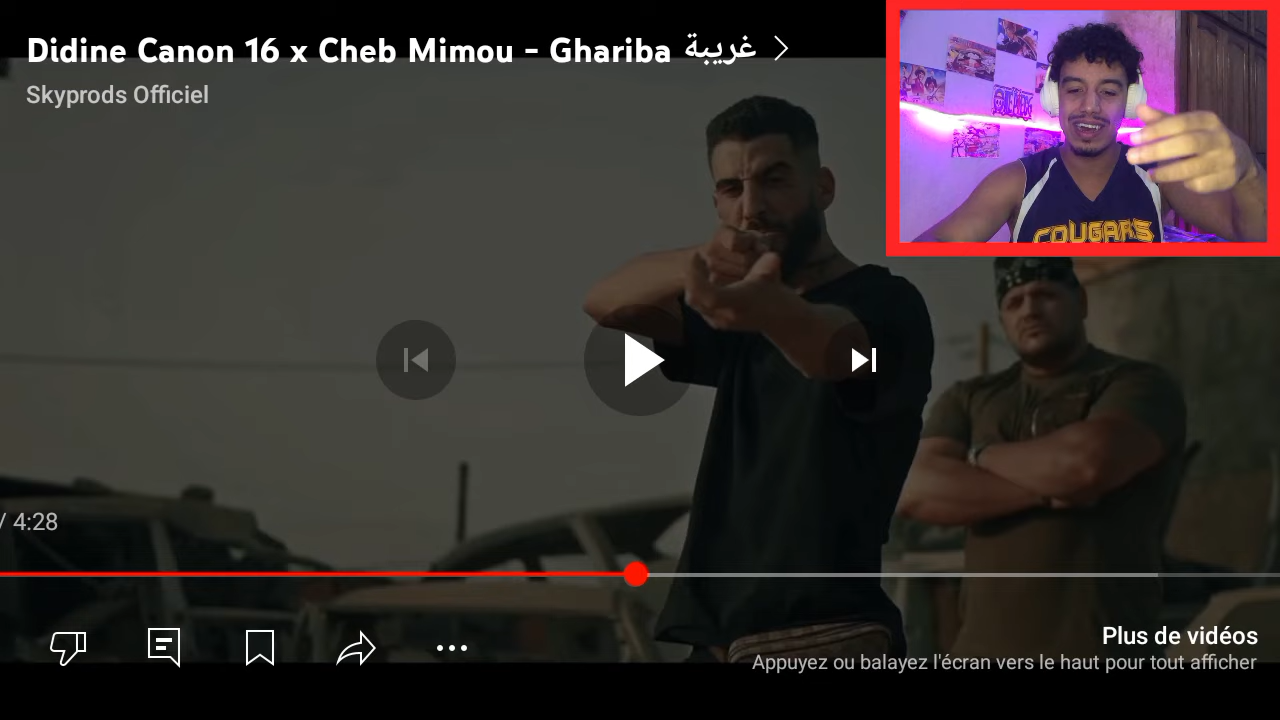 Didine Canon 16 x Cheb Mimou - Ghariba غريبة
Skyprods Officiel
COUGARS
/ 4:28
Plus de vidéos
Appuyez ou balayez l'écran vers le haut pour tout afficher